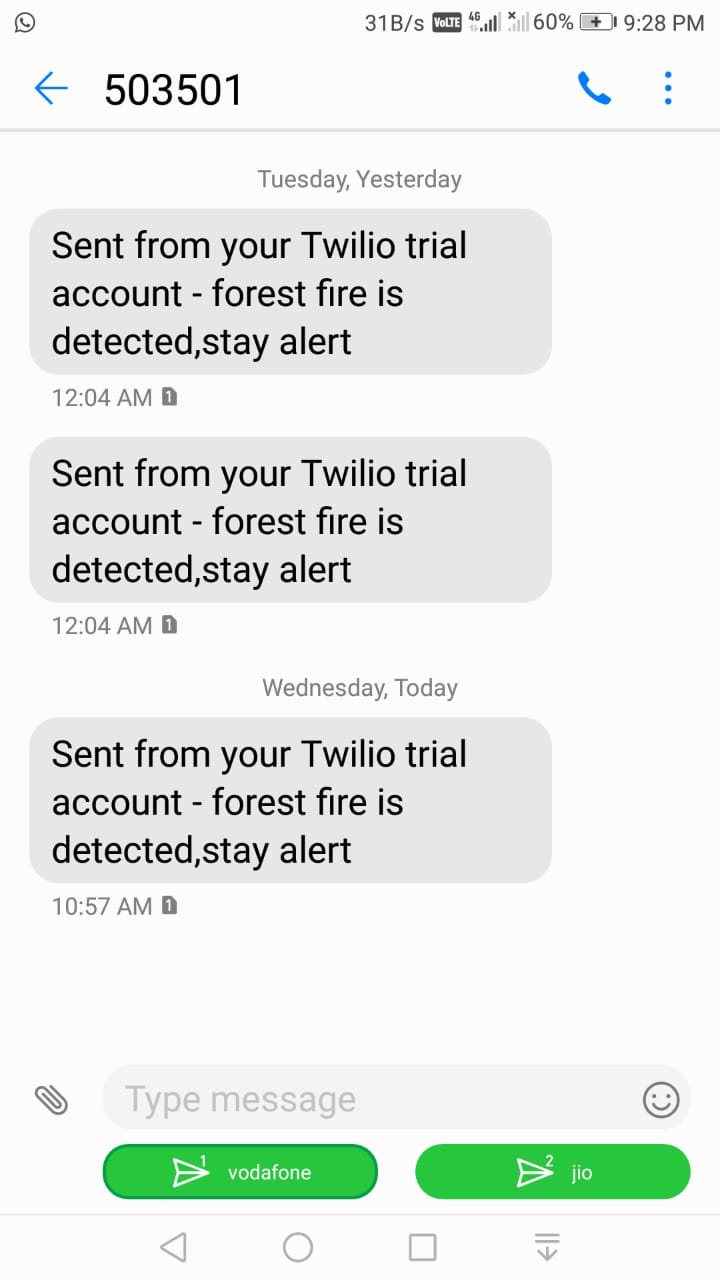 31B/s VoLTE 4G 60% 9:28 PM
503501
Tuesday, Yesterday
Sent from your Twilio trial
account - forest fire is
detected,stay alert
12:04 AM 1
Sent from your Twilio trial
account - forest fire is
detected,stay alert
12:04 AM 1
Wednesday, Today
Sent from your Twilio trial
account - forest fire is
detected,stay alert
10:57 AM 1
Type message
1 vodafone 2 jio